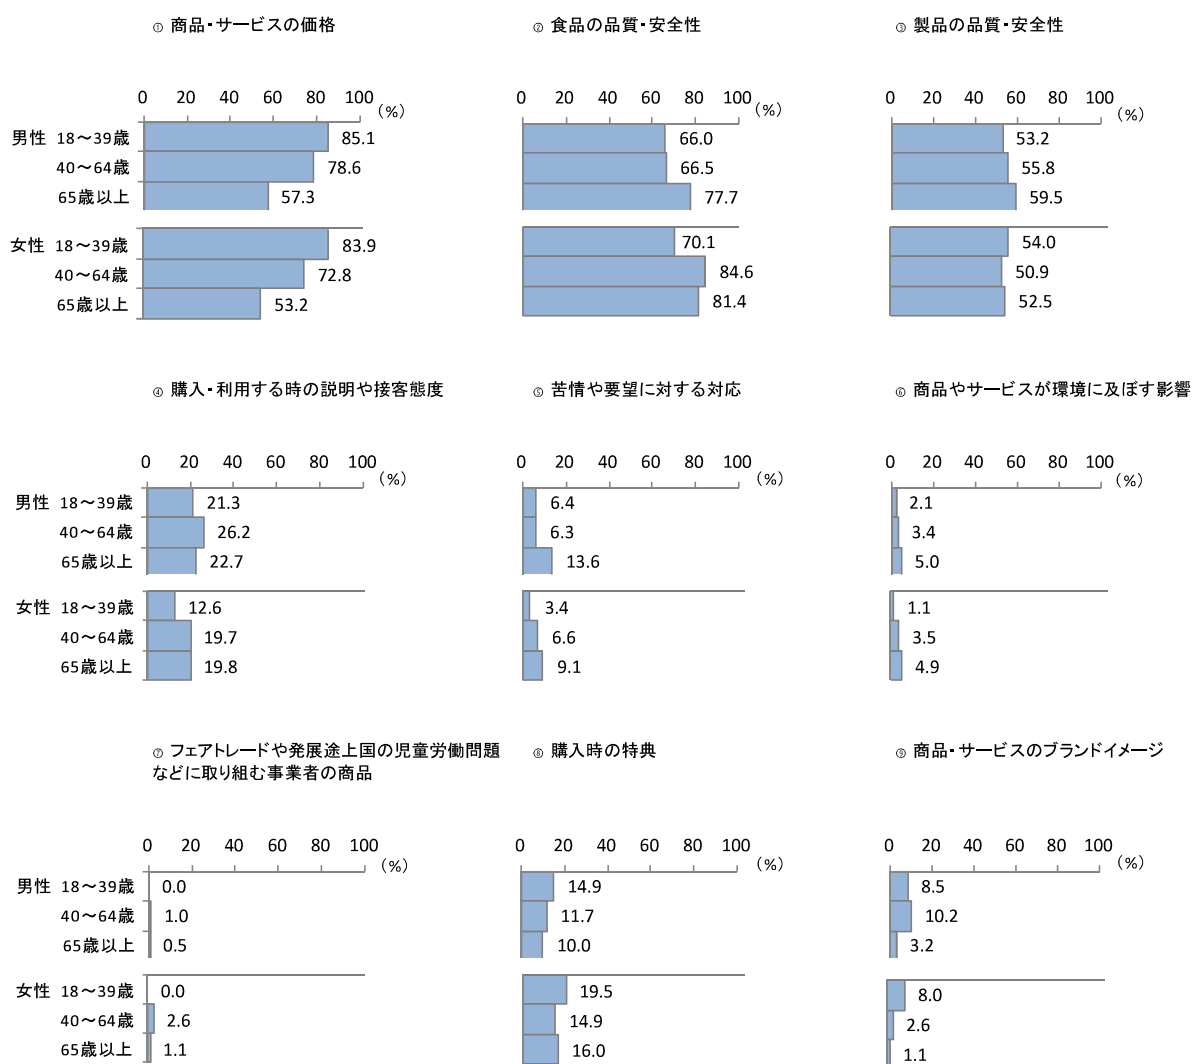 ① 商品・サービスの価格
② 食品の品質・安全性
③ 製品の品質・安全性
0 20 40 60 80 100 (%)
0 20 40 60 80 100 (%)
0 20 40 60 80 100 (%)
男性 18～39歳 85.1 66.0 53.2
40～64歳 78.6 66.5 55.8
65歳以上 57.3 77.7 59.5
女性 18～39歳 83.9 70.1 54.0
40～64歳 72.8 84.6 50.9
65歳以上 53.2 81.4 52.5
④ 購入・利用する時の説明や接客態度
⑤ 苦情や要望に対する対応
⑥ 商品やサービスが環境に及ぼす影響
0 20 40 60 80 100 (%)
0 20 40 60 80 100 (%)
0 20 40 60 80 100 (%)
男性 18～39歳 21.3 6.4 2.1
40～64歳 26.2 6.3 3.4
65歳以上 22.7 13.6 5.0
女性 18～39歳 12.6 3.4 1.1
40～64歳 19.7 6.6 3.5
65歳以上 19.8 9.1 4.9
⑦ フェアトレードや発展途上国の児童労働問題
などに取り組む事業者の商品
⑧ 購入時の特典
⑨ 商品・サービスのブランドイメージ
0 20 40 60 80 100 (%)
0 20 40 60 80 100 (%)
0 20 40 60 80 100 (%)
男性 18～39歳 0.0 14.9 8.5
40～64歳 1.0 11.7 10.2
65歳以上 0.5 10.0 3.2
女性 18～39歳 0.0 19.5 8.0
40～64歳 2.6 14.9 2.6
65歳以上 1.1 16.0 1.1